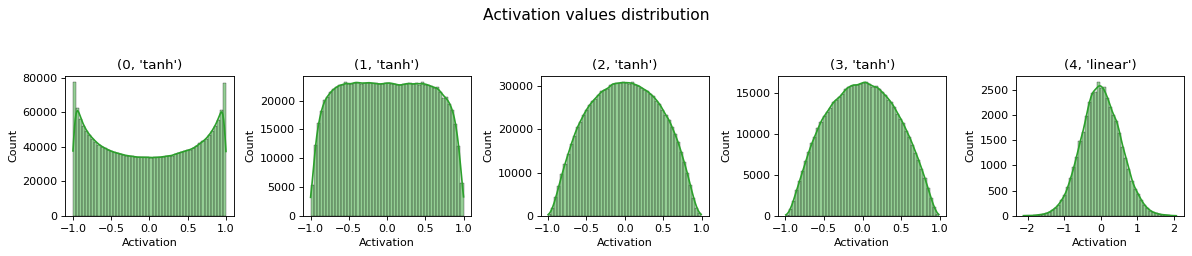 Activation values distribution
(0, 'tanh')
(1, 'tanh')
(2, 'tanh')
(3, 'tanh')
(4, 'linear')
Count
80000
60000
40000
20000
0
−1.0 −0.5 0.0 0.5 1.0
Activation
Count
20000
15000
10000
5000
0
−1.0 −0.5 0.0 0.5 1.0
Activation
Count
30000
20000
10000
0
−1.0 −0.5 0.0 0.5 1.0
Activation
Count
15000
10000
5000
0
−1.0 −0.5 0.0 0.5 1.0
Activation
Count
2500
2000
1500
1000
500
0
−2 −1 0 1 2
Activation